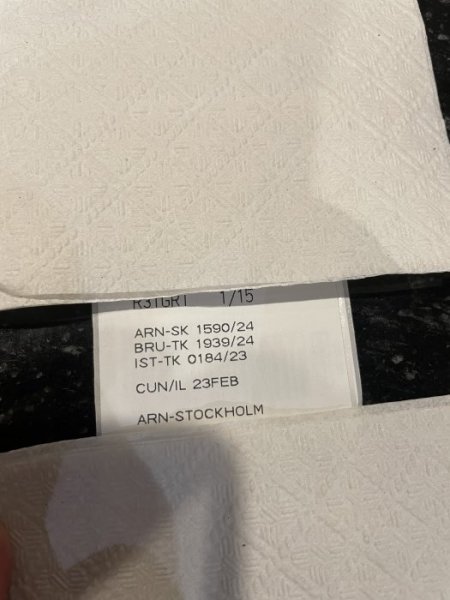 R3TGRT 1/15
ARN-SK 1590/24
BRU-TK 1939/24
IST-TK 0184/23
CUN/IL 23FEB
ARN-STOCKHOLM